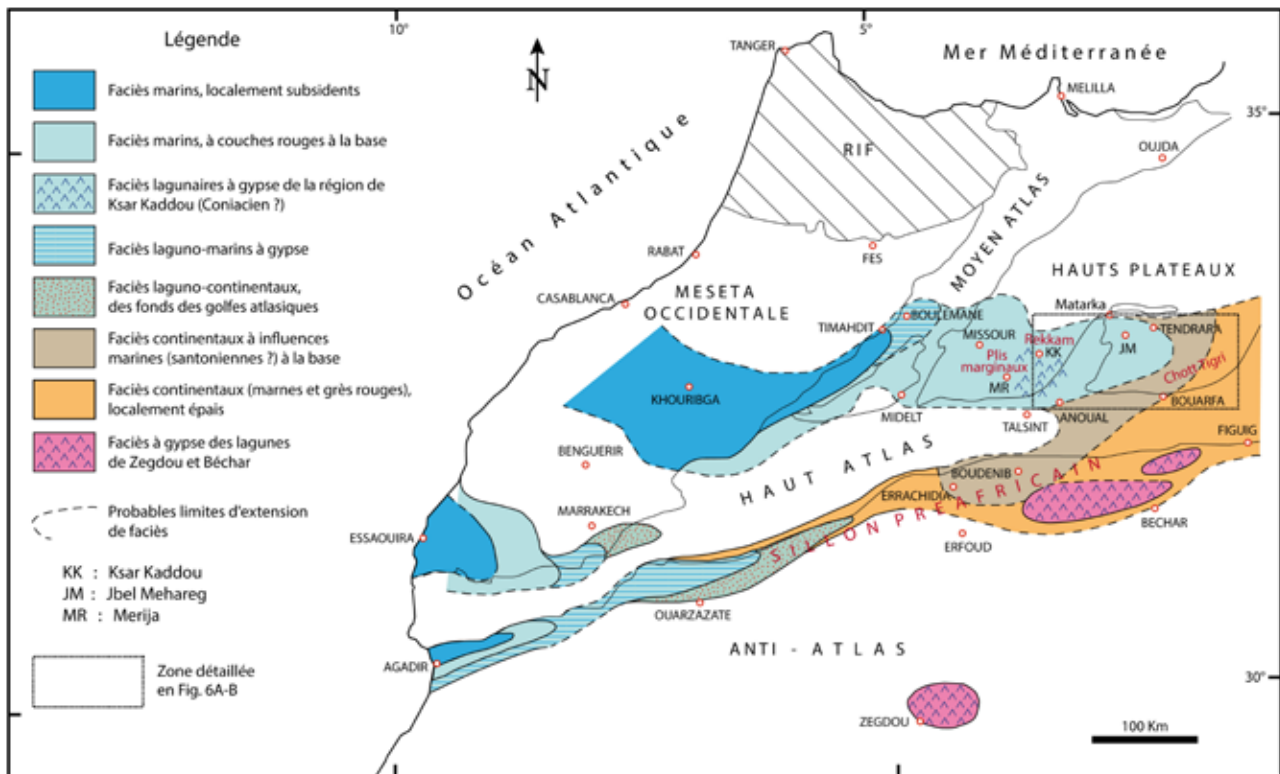 10°
5°
Légende
N
TANGER
Mer Méditerranée
MELILLA
Faciès marins, localement subsidents
35°
Faciès marins, à couches rouges à la base
Océan Atlantique
RIF
OUJDA
Faciès lagunaires à gypse de la région de
Ksar Kaddou (Coniacien ?)
MOYEN ATLAS
Faciès laguno-marins à gypse
RABAT
FES
HAUTS PLATEAUX
Faciès laguno-continentaux,
des fonds des golfes atlasiques
CASABLANCA
MESETA
OCCIDENTALE
Matarka
BOULEMANE
TIMAHDIT
TENDRARA
MISSOUR
Rekkam
JM
KK
Faciès continentaux à influences
marines (santoniennes ?) à la base
Plis
marginaux
MR
Chott Tigri
KHOURIBGA
Faciès continentaux (marnes et grès rouges),
localement épais
MIDELT
ANOUAL
BOUARFA
TALSINT
Faciès à gypse des lagunes
de Zegdou et Béchar
BENGUERIR
HAUT ATLAS
FIGUIG
BOUDENIB
ERRACHIDIA
SILLON PREAFRICAIN
Probables limites d'extension
de faciès
MARRAKECH
BECHAR
ESSAOUIRA
ERFOUD
KK : Ksar Kaddou
JM : Jbel Mehareg
MR : Merija
OUARZAZATE
ANTI - ATLAS
Zone détaillée
en Fig. 6A-B
AGADIR
30°
ZEGDOU
100 Km